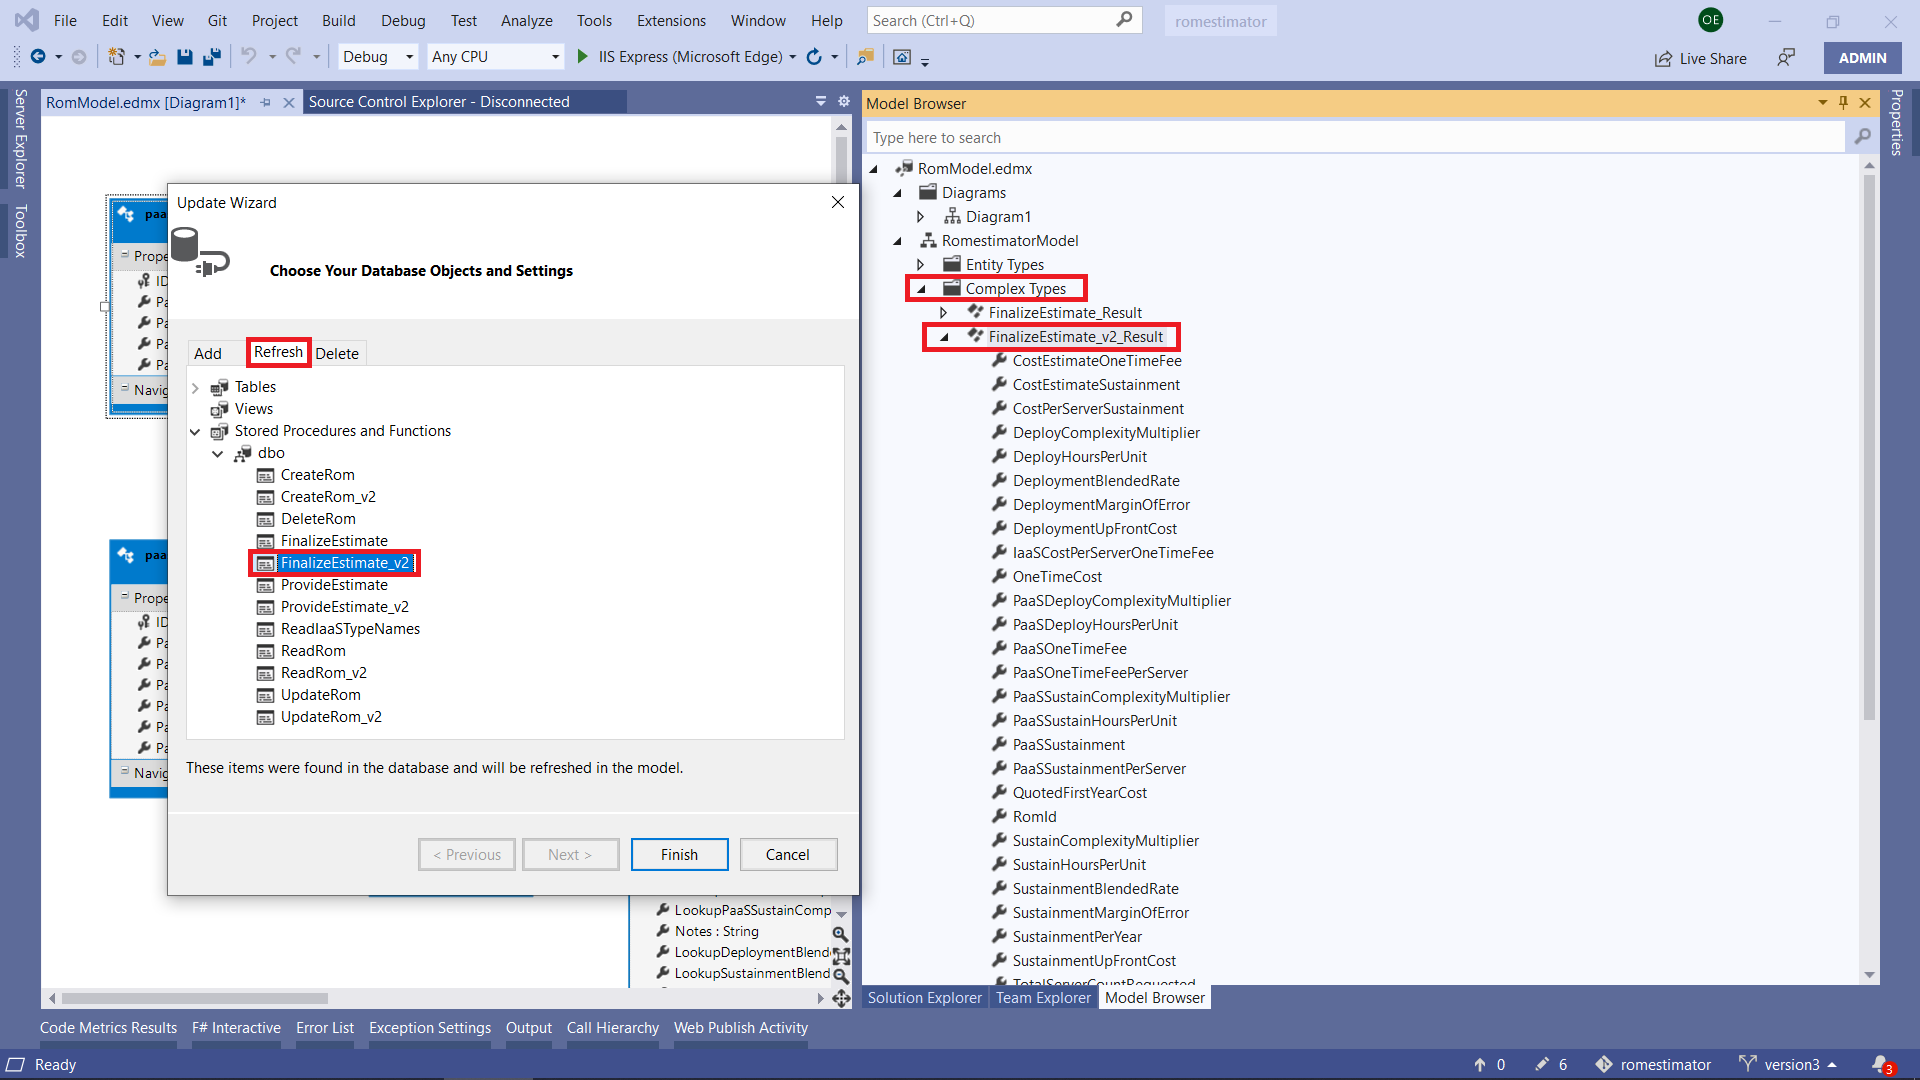 File Edit View Git Project Build Debug Test Analyze Tools Extensions Window Help Search (Ctrl+Q) romestimator OE
Debug Any CPU IIS Express (Microsoft Edge) Live Share ADMIN
Server Explorer
Toolbox
RomModel.edmx [Diagram1]* Source Control Explorer - Disconnected
paa
Prope
ID
Pa
Pa
Pa
Pa
Navig
paa
Prope
ID
Pa
Pa
Pa
Pa
Pa
Pa
Navig
Update Wizard
Choose Your Database Objects and Settings
Add Refresh Delete
Tables
Views
Stored Procedures and Functions
dbo
CreateRom
CreateRom_v2
DeleteRom
FinalizeEstimate
FinalizeEstimate_v2
ProvideEstimate
ProvideEstimate_v2
ReadIaaSTypeNames
ReadRom
ReadRom_v2
UpdateRom
UpdateRom_v2
These items were found in the database and will be refreshed in the model.
< Previous Next > Finish Cancel
LookupPaaSSustainComp
Notes : String
LookupDeploymentBlend
LookupSustainmentBlend
Model Browser
Type here to search
RomModel.edmx
Diagrams
Diagram1
RomestimatorModel
Entity Types
Complex Types
FinalizeEstimate_Result
FinalizeEstimate_v2_Result
CostEstimateOneTimeFee
CostEstimateSustainment
CostPerServerSustainment
DeployComplexityMultiplier
DeployHoursPerUnit
DeploymentBlendedRate
DeploymentMarginOfError
DeploymentUpFrontCost
IaaSCostPerServerOneTimeFee
OneTimeCost
PaaSDeployComplexityMultiplier
PaaSDeployHoursPerUnit
PaaSOneTimeFee
PaaSOneTimeFeePerServer
PaaSSustainComplexityMultiplier
PaaSSustainHoursPerUnit
PaaSSustainment
PaaSSustainmentPerServer
QuotedFirstYearCost
RomId
SustainComplexityMultiplier
SustainHoursPerUnit
SustainmentBlendedRate
SustainmentMarginOfError
SustainmentPerYear
SustainmentUpFrontCost
TotalServerCountRequested
Solution Explorer Team Explorer Model Browser
Properties
Code Metrics Results F# Interactive Error List Exception Settings Output Call Hierarchy Web Publish Activity
Ready 0 6 romestimator version3 3